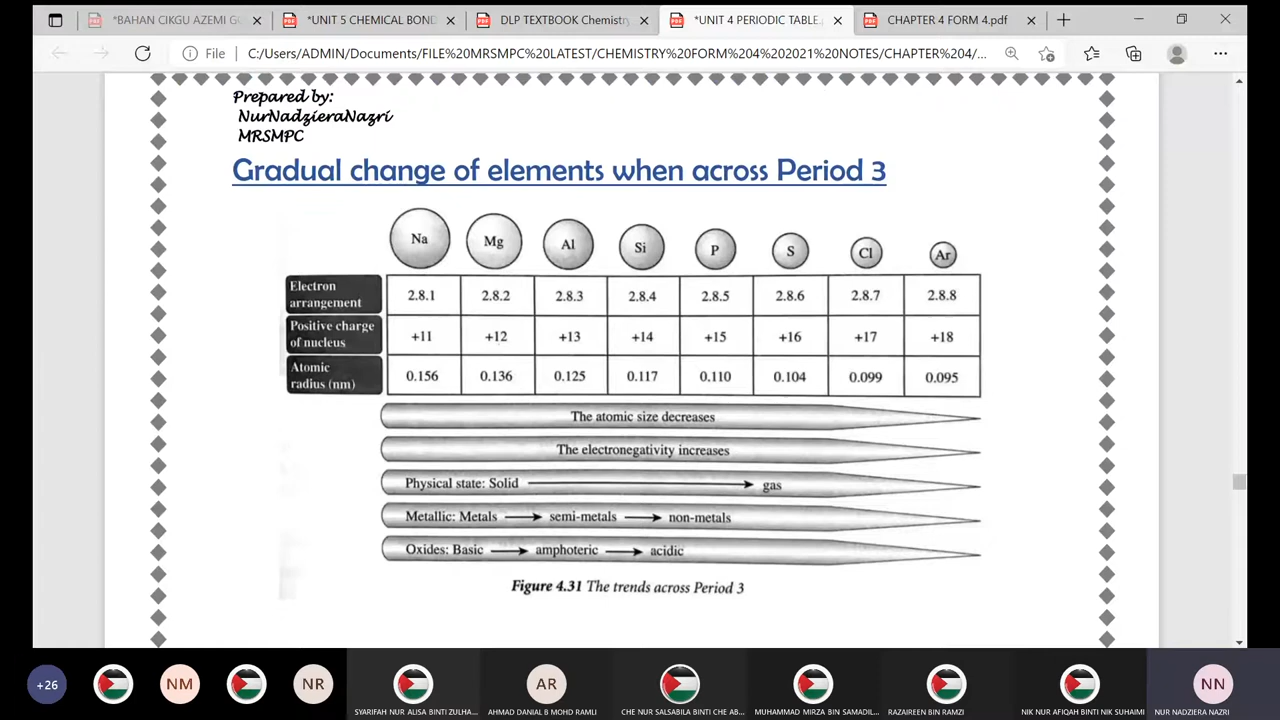 *BAHAN CIKGU AZEMI G
*UNIT 5 CHEMICAL BOND
DLP TEXTBOOK Chemistry
*UNIT 4 PERIODIC TABLE.
CHAPTER 4 FORM 4.pdf
File
C:/Users/ADMIN/Documents/FILE%20MRSMPC%20LATEST/CHEMISTRY%20FORM%204%202021%20NOTES/CHAPTER%204/...
Prepared by:
NurNadzieraNazri
MRSMPC
Gradual change of elements when across Period 3
Na Mg Al Si P S Cl Ar
Electron arrangement 2.8.1 2.8.2 2.8.3 2.8.4 2.8.5 2.8.6 2.8.7 2.8.8
Positive charge of nucleus +11 +12 +13 +14 +15 +16 +17 +18
Atomic radius (nm) 0.156 0.136 0.125 0.117 0.110 0.104 0.099 0.095
The atomic size decreases
The electronegativity increases
Physical state: Solid → gas
Metallic: Metals → semi-metals → non-metals
Oxides: Basic → amphoteric → acidic
Figure 4.31 The trends across Period 3
+26 NM NR AR NN
SYARIFAH NUR ALISA BINTI ZULHA...
AHMAD DANIAL B MOHD RAMLI
CHE NUR SALSABILA BINTI CHE AB...
MUHAMMAD MIRZA BIN SAMADIL...
RAZAIREEN BIN RAMZI
NIK NUR AFIQAH BINTI NIK SUHAIMI
NUR NADZIERA NAZRI